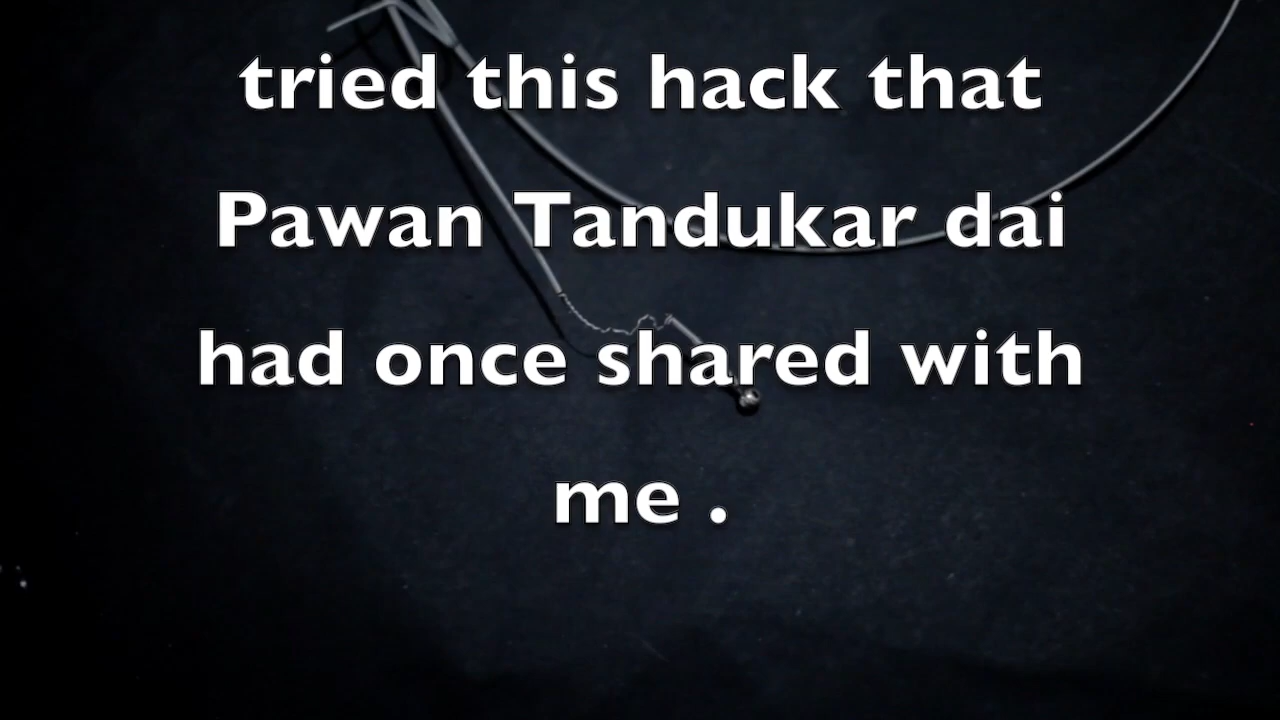 tried this hack that
Pawan Tandukar dai
had once shared with
me .